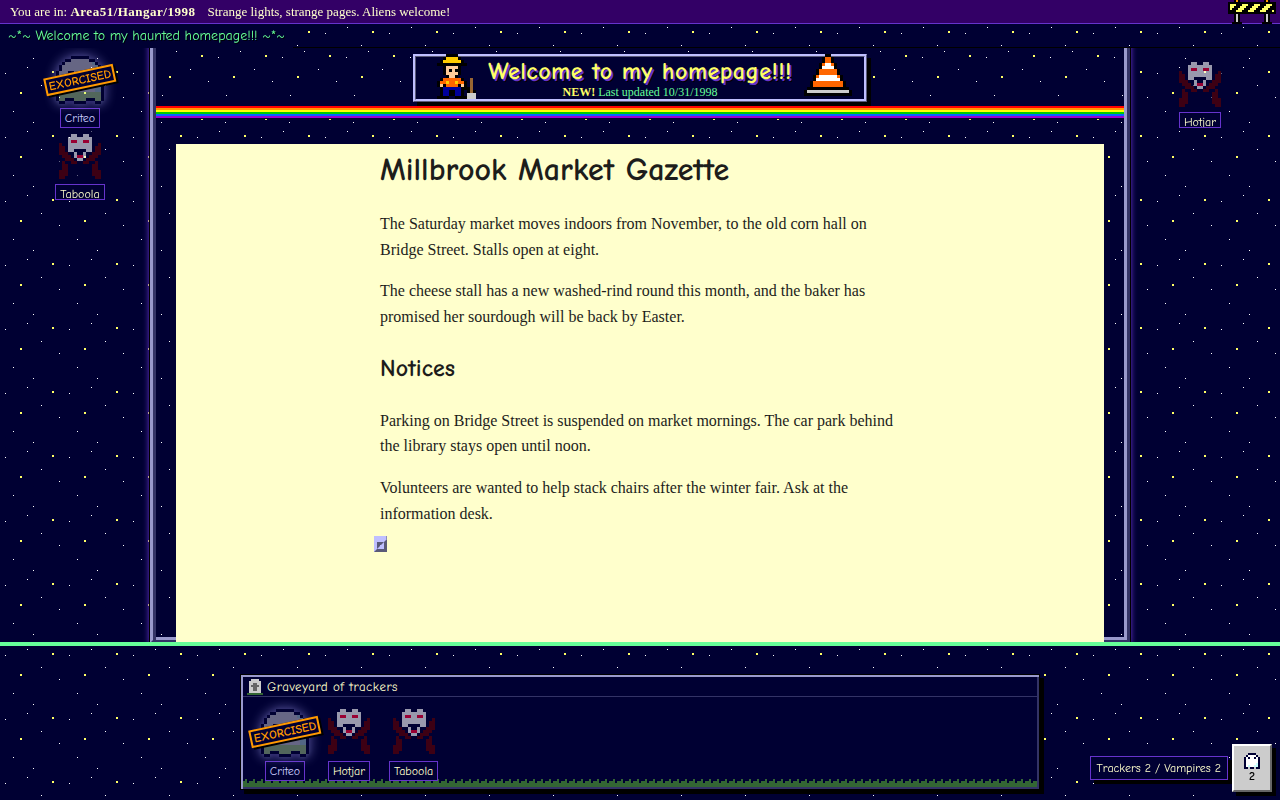 You are in: Area51/Hangar/1998 Strange lights, strange pages. Aliens welcome!
~*~ Welcome to my haunted homepage!!! ~*~
EXORCISED
Criteo
Taboola
Welcome to my homepage!!!
NEW! Last updated 10/31/1998
Hotjar
Millbrook Market Gazette
The Saturday market moves indoors from November, to the old corn hall on
Bridge Street. Stalls open at eight.
The cheese stall has a new washed-rind round this month, and the baker has
promised her sourdough will be back by Easter.
Notices
Parking on Bridge Street is suspended on market mornings. The car park behind
the library stays open until noon.
Volunteers are wanted to help stack chairs after the winter fair. Ask at the
information desk.
Graveyard of trackers
EXORCISED
Criteo
Hotjar
Taboola
Trackers 2 / Vampires 2
2